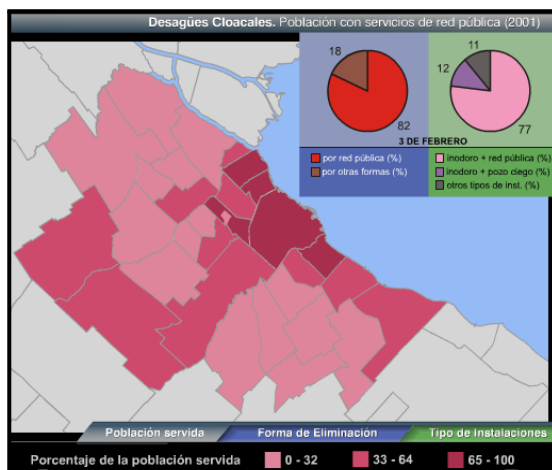 Desagües Cloacales. Población con servicios de red pública (2001)
18
82
11
12
77
3 DE FEBRERO
por red pública (%)
por otras formas (%)
inodoro + red pública (%)
inodoro + pozo ciego (%)
otros tipos de inst. (%)
Población servida
Forma de Eliminación
Tipo de Instalaciones
Porcentaje de la población servida
0 - 32
33 - 64
65 - 100